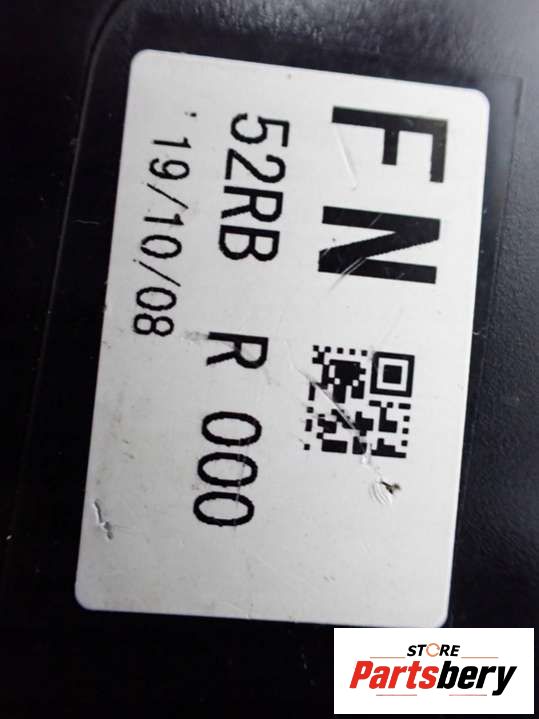 FN
52RB R 000
'19/10/08
STORE
Partsbery